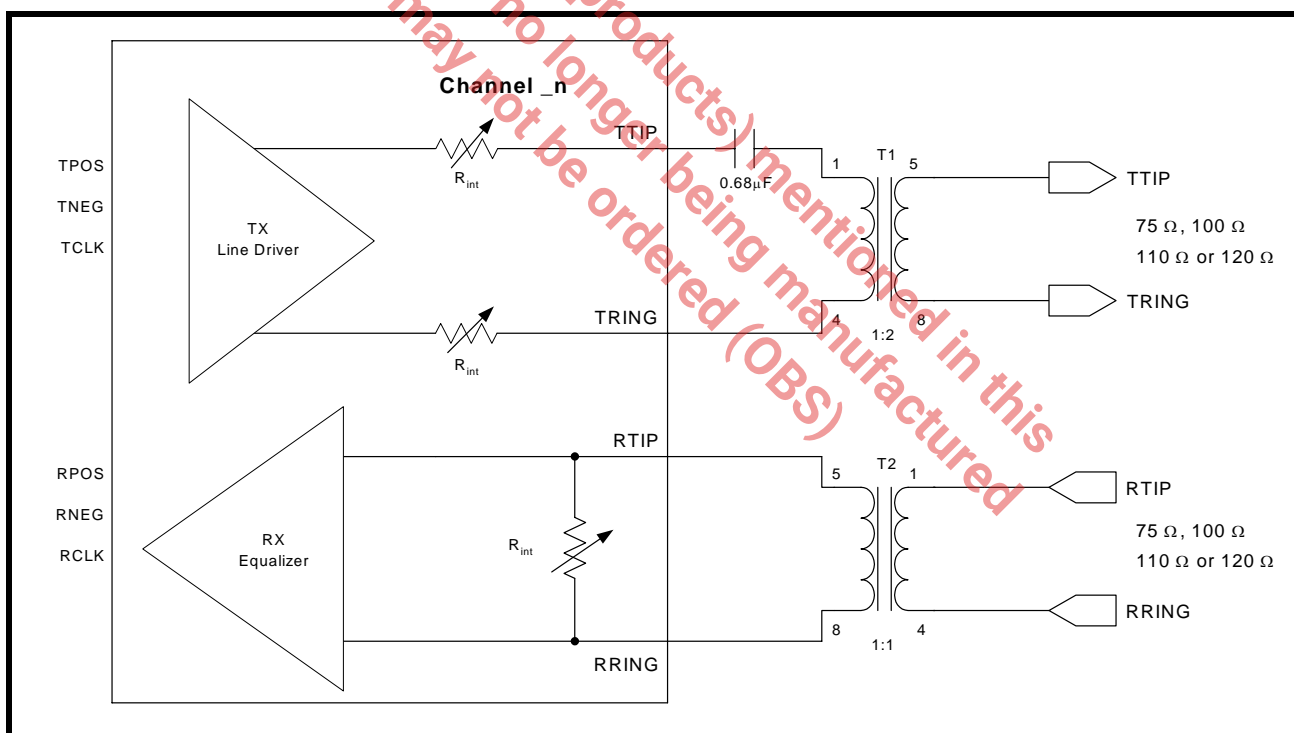 products) mentioned in this
no longer being manufactured
may not be ordered (OBS)
Channel _n
TPOS
TNEG
TCLK
TX
Line Driver
Rint
TTIP
0.68μF
1
T1
5
TTIP
75 Ω, 100 Ω
110 Ω or 120 Ω
Rint
TRING
4
1:2
8
TRING
RPOS
RNEG
RCLK
RX
Equalizer
Rint
RTIP
5
T2
1
RTIP
75 Ω, 100 Ω
110 Ω or 120 Ω
RRING
8
1:1
4
RRING